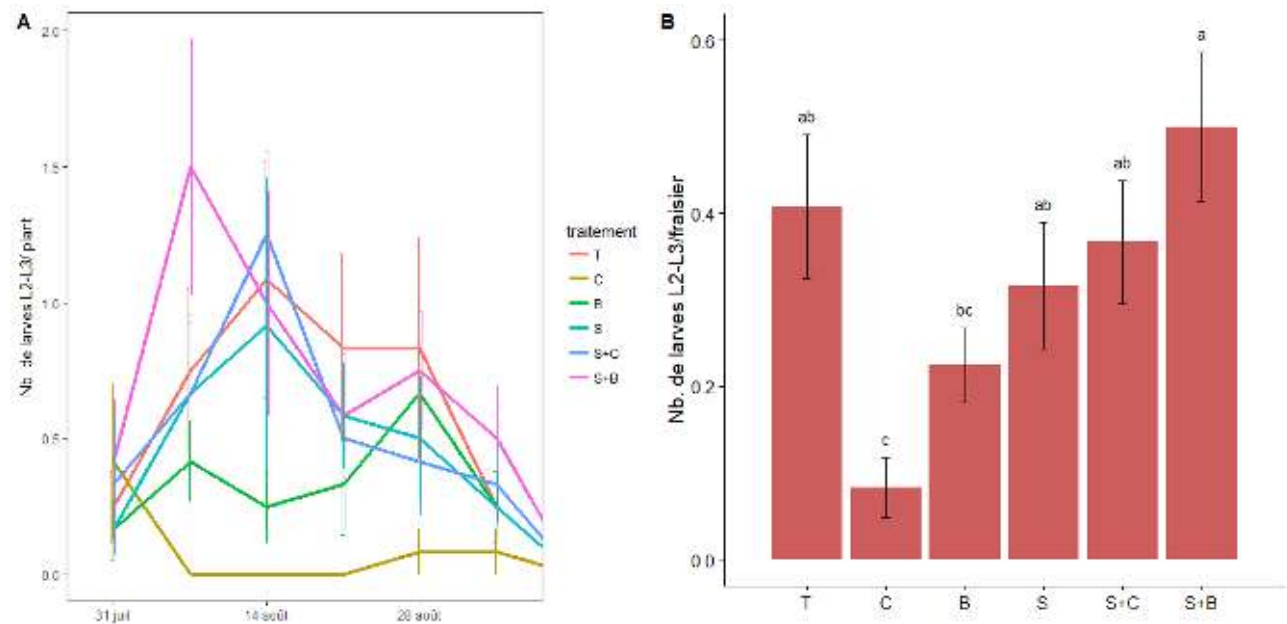 A
2.0
1.5
1.0
0.5
0.0
Nb. de larves L2-L3/ plant
31 juil
14 août
28 août
traitement
T
C
B
S
S+C
S+B
B
0.6
0.4
0.2
0.0
Nb. de larves L2-L3/fraisier
ab
c
bc
ab
ab
a
T
C
B
S
S+C
S+B